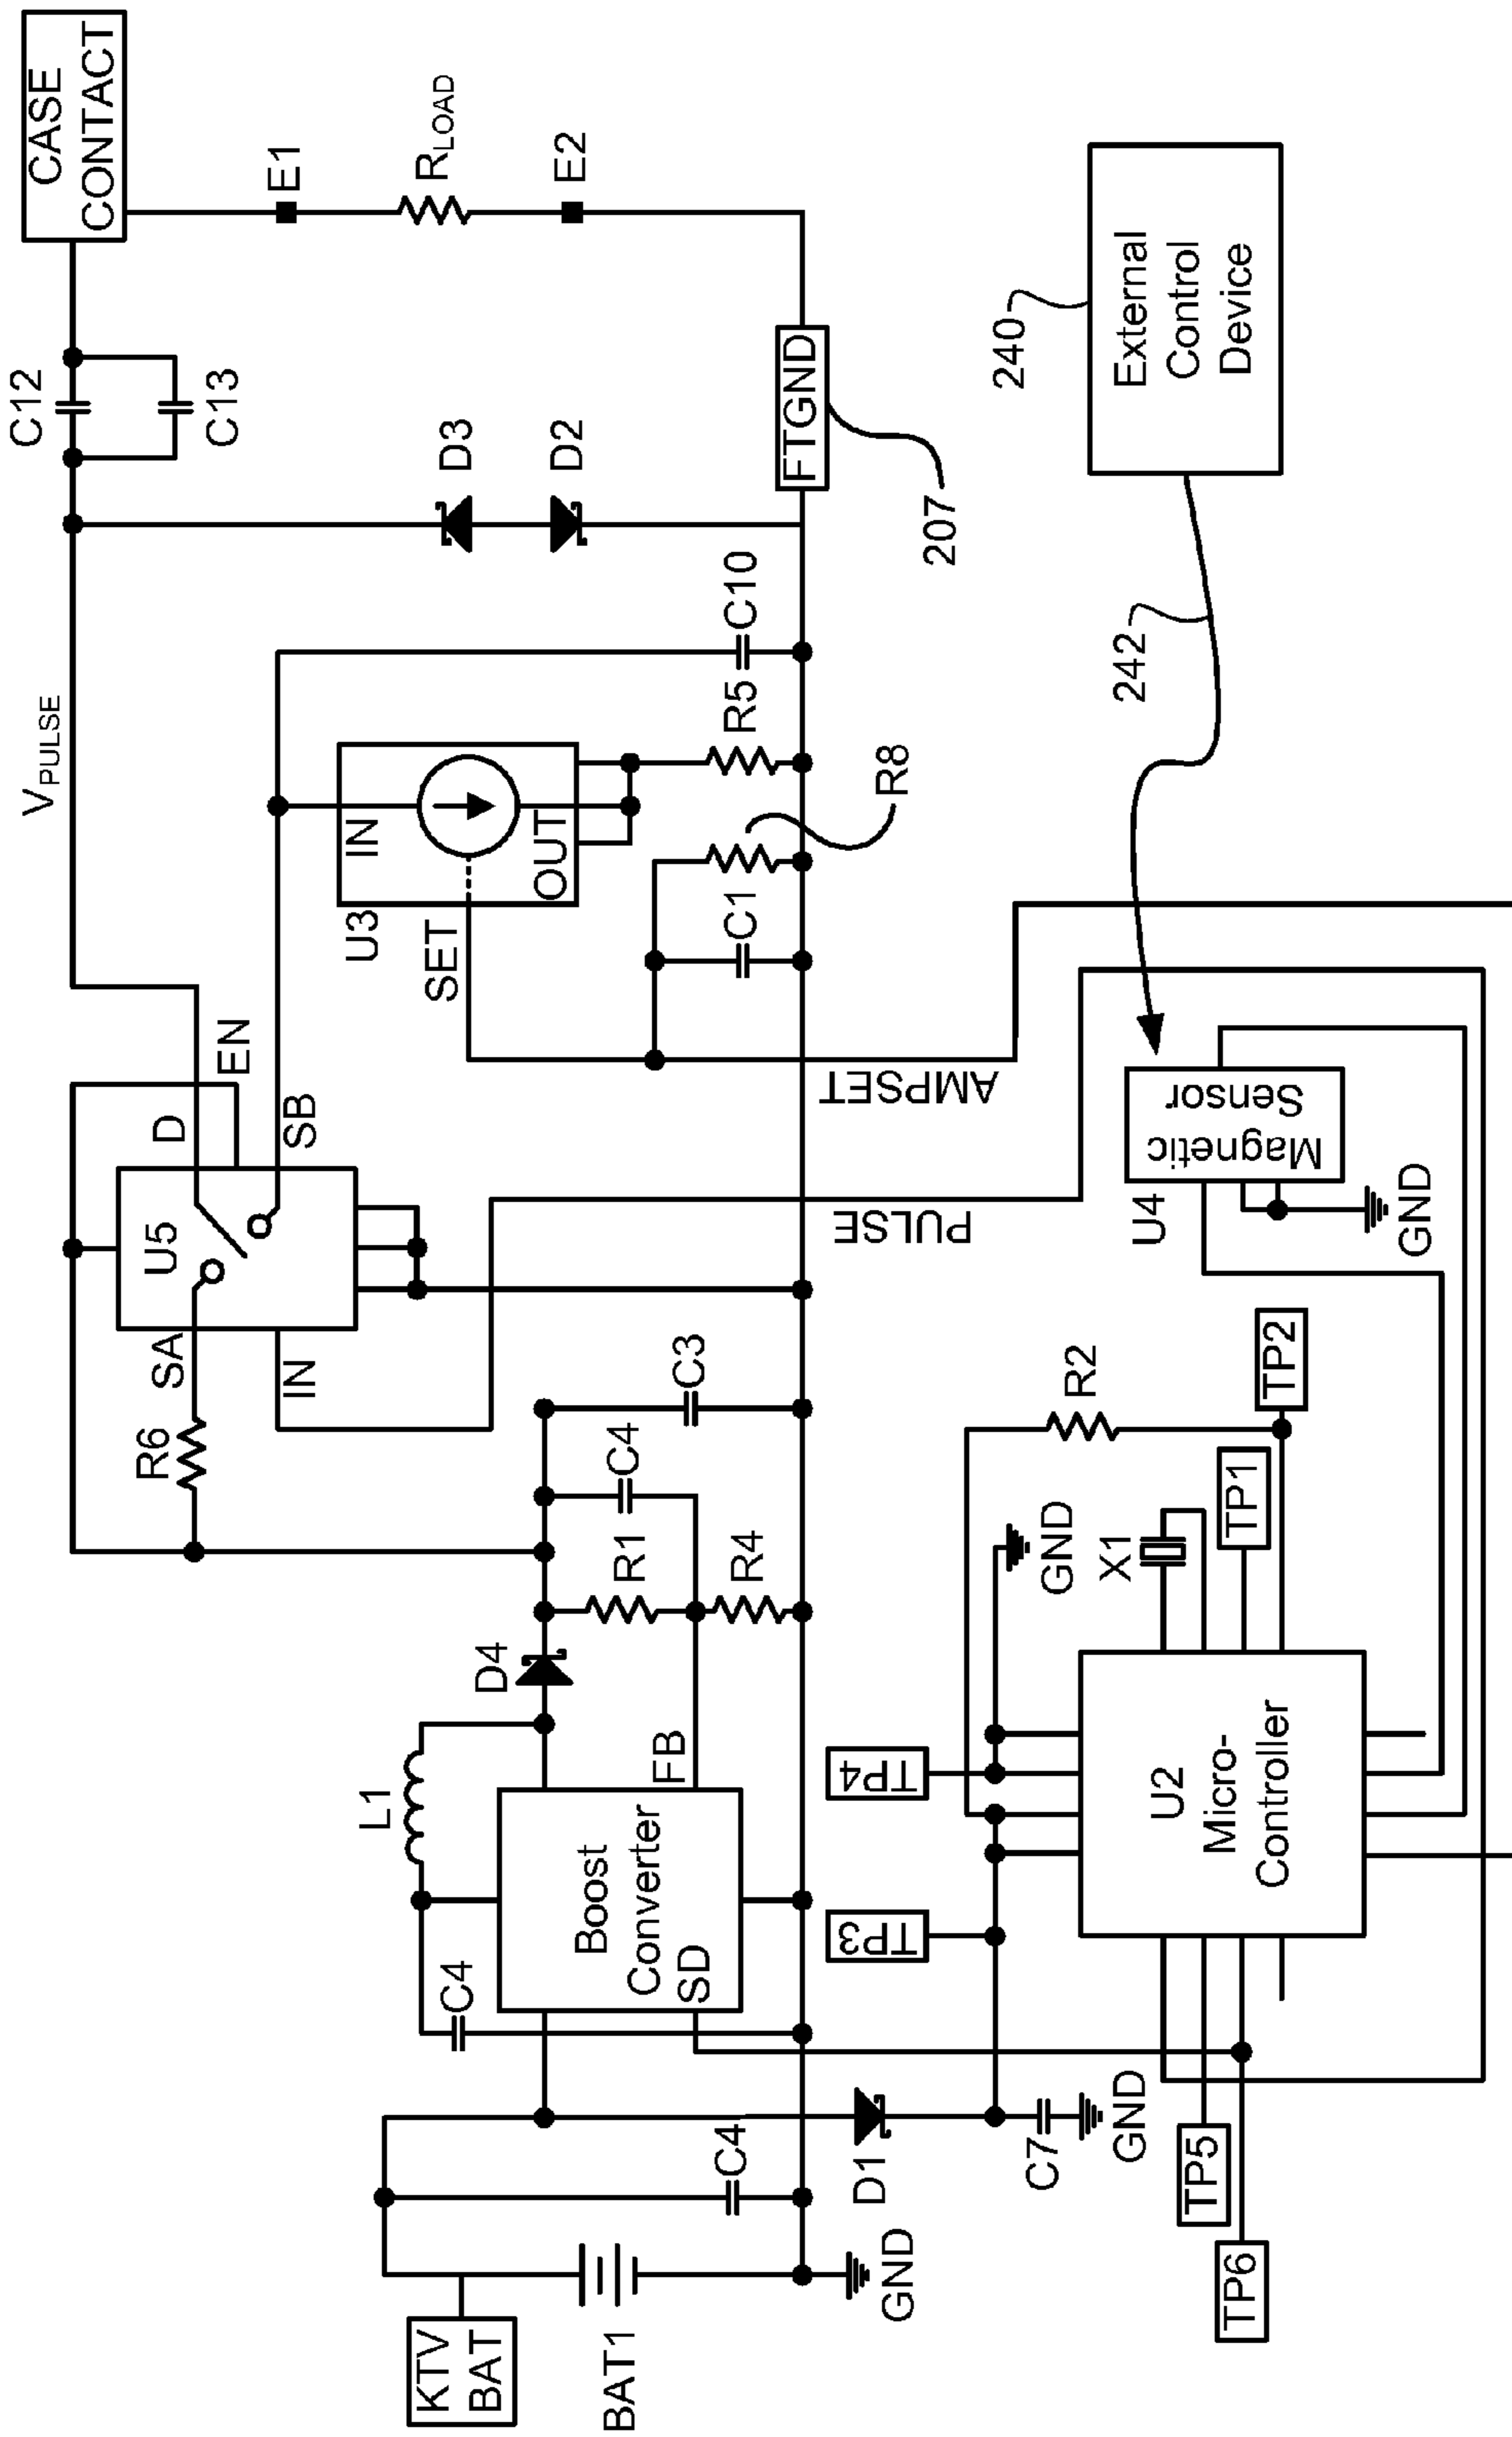 CASE
CONTACT
C12
C13
VPULSE
E1
RLOAD
E2
D3
D2
FTGND
207
C10
R5
R8
C1
U3
IN
OUT
SET
AMPSET
EN
D
SB
U5
SA
IN
R6
PULSE
C3
C4
R1
R4
D4
L1
FB
Boost
Converter
SD
C4
C4
D1
C7
GND
KTV
BAT
BAT1
GND
External
Control
Device
240
242
Magnetic
Sensor
U4
GND
TP2
R2
TP1
X1
GND
TP4
TP3
U2
Micro-
Controller
TP5
TP6